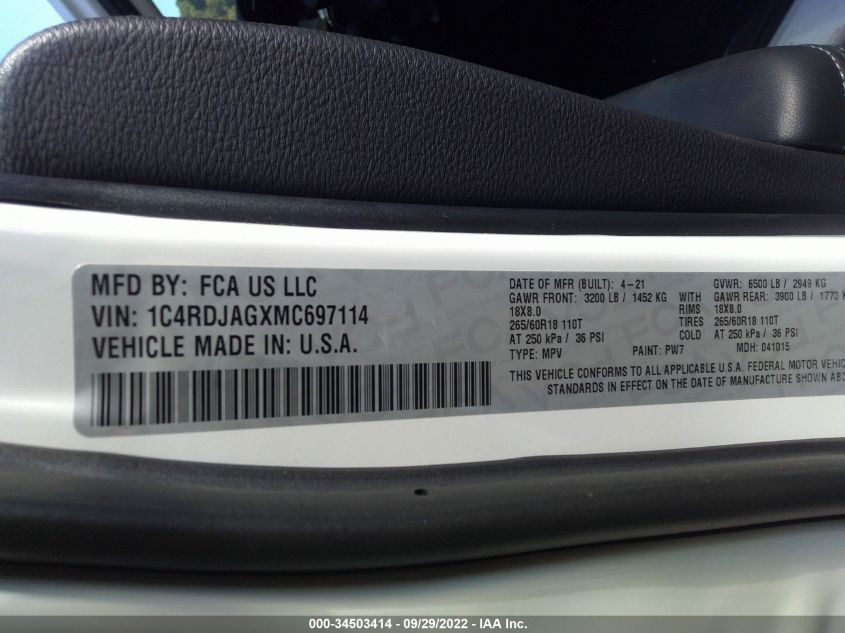 MFD BY: FCA US LLC
VIN: 1C4RDJAGXMC697114
VEHICLE MADE IN: U.S.A.
DATE OF MFR (BUILT): 4-21 GVWR: 6500 LB / 2949 KG
GAWR FRONT: 3200 LB / 1452 KG WITH GAWR REAR: 3900 LB / 1770 KG
18X8.0 RIMS 18X8.0
265/60R18 110T TIRES 265/60R18 110T
AT 250 kPa / 36 PSI COLD AT 250 kPa / 36 PSI
TYPE: MPV PAINT: PW7 MDH: 041015
THIS VEHICLE CONFORMS TO ALL APPLICABLE U.S.A. FEDERAL MOTOR VEHICLE
STANDARDS IN EFFECT ON THE DATE OF MANUFACTURE SHOWN
000-34503414 - 09/29/2022 - IAA Inc.